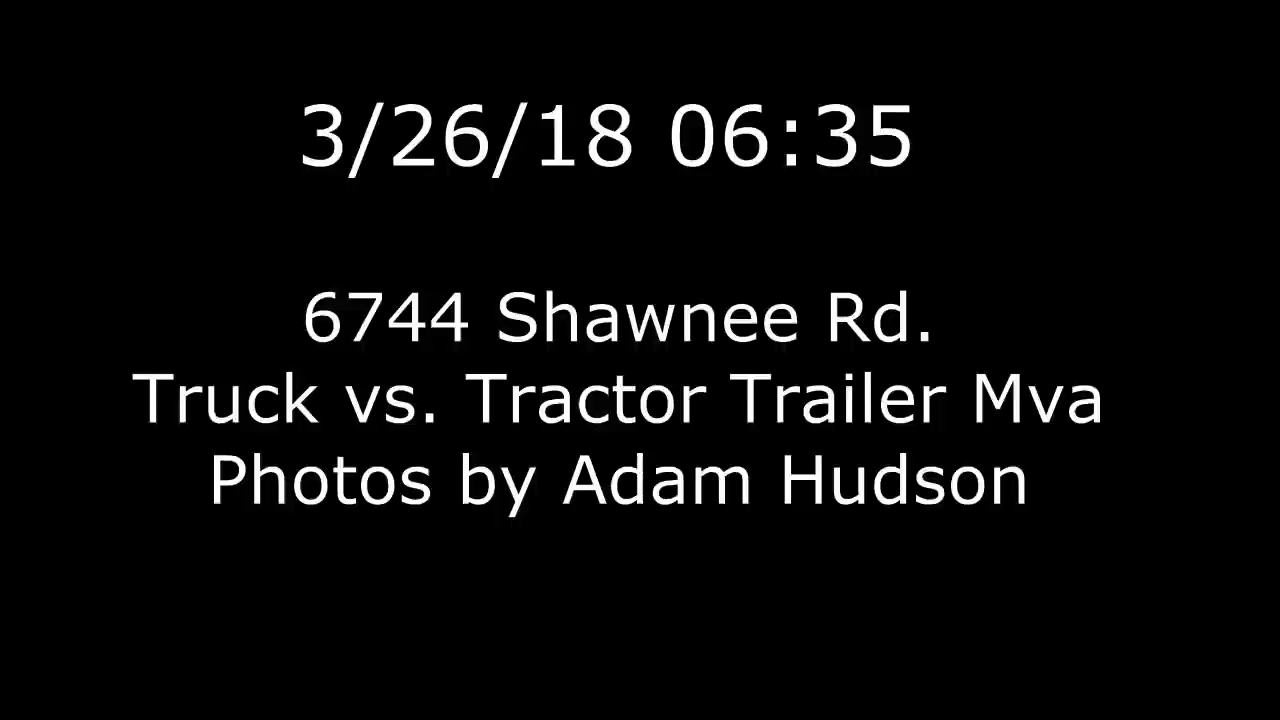 3/26/18 06:35
6744 Shawnee Rd.
Truck vs. Tractor Trailer Mva
Photos by Adam Hudson